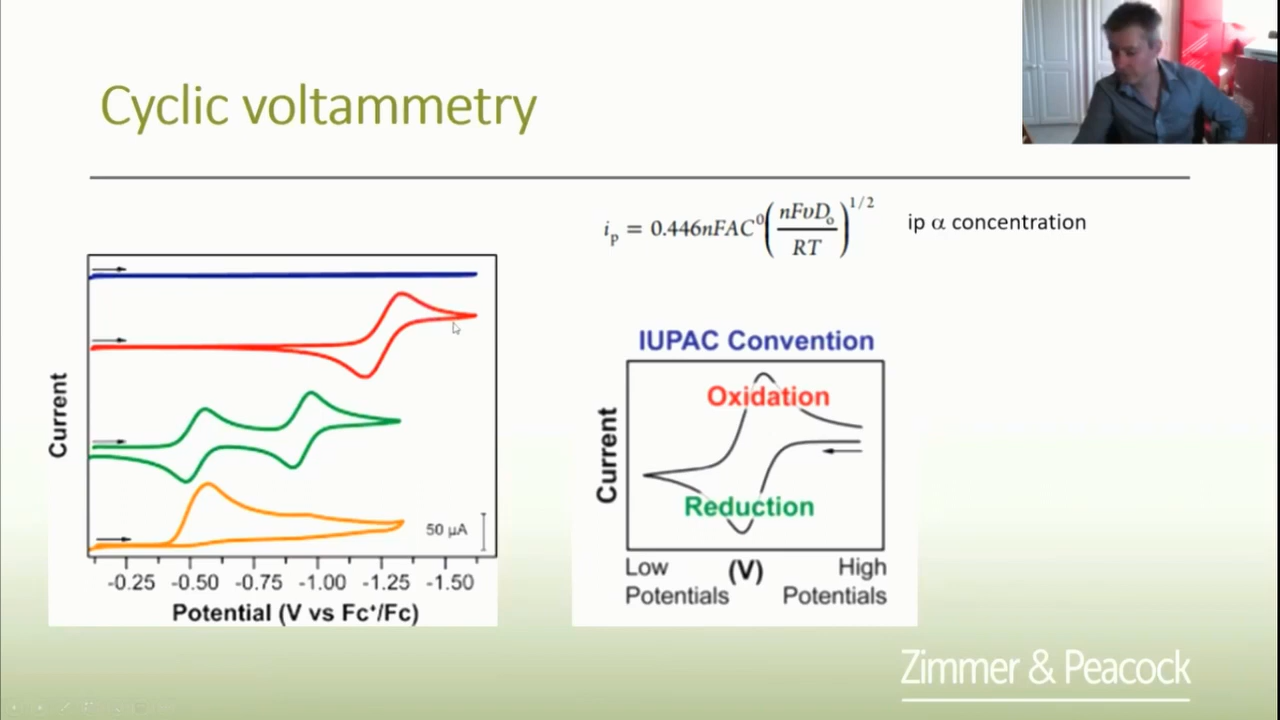 Cyclic voltammetry
i_p = 0.446nFAC⁰(nFυD_o/RT)^1/2
ip α concentration
Current
50 µA
-0.25 -0.50 -0.75 -1.00 -1.25 -1.50
Potential (V vs Fc⁺/Fc)
IUPAC Convention
Current
Oxidation
Reduction
Low Potentials
(V)
High Potentials
Zimmer & Peacock